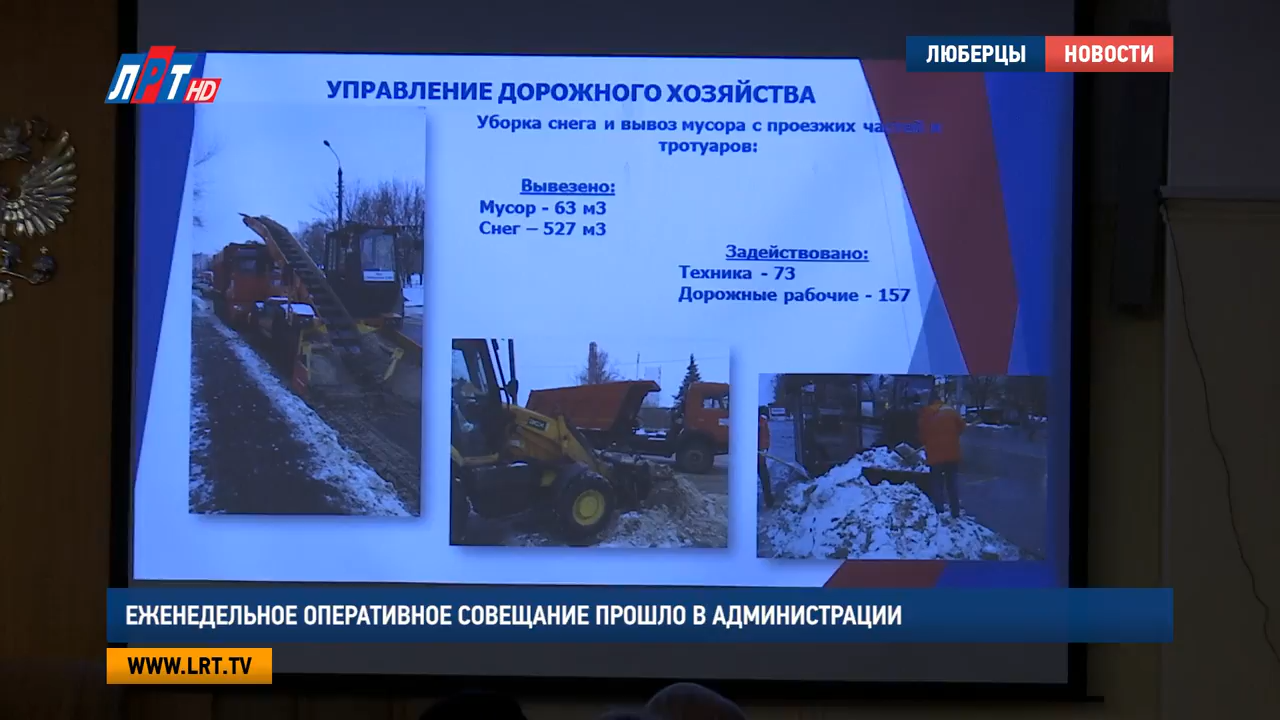 ЛРТ HD
ЛЮБЕРЦЫ НОВОСТИ
УПРАВЛЕНИЕ ДОРОЖНОГО ХОЗЯЙСТВА
Уборка снега и вывоз мусора с проезжих частей и
тротуаров:
Вывезено:
Мусор - 63 м3
Снег – 527 м3
Задействовано:
Техника - 73
Дорожные рабочие - 157
ЕЖЕНЕДЕЛЬНОЕ ОПЕРАТИВНОЕ СОВЕЩАНИЕ ПРОШЛО В АДМИНИСТРАЦИИ
WWW.LRT.TV